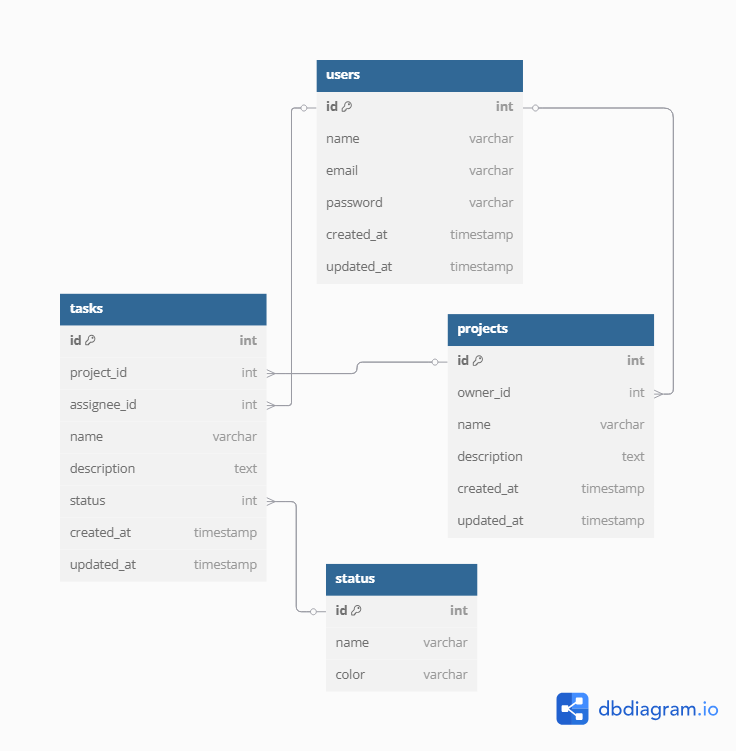 users
id int
name varchar
email varchar
password varchar
created_at timestamp
updated_at timestamp
tasks
id int
project_id int
assignee_id int
name varchar
description text
status int
created_at timestamp
updated_at timestamp
projects
id int
owner_id int
name varchar
description text
created_at timestamp
updated_at timestamp
status
id int
name varchar
color varchar
dbdiagram.io